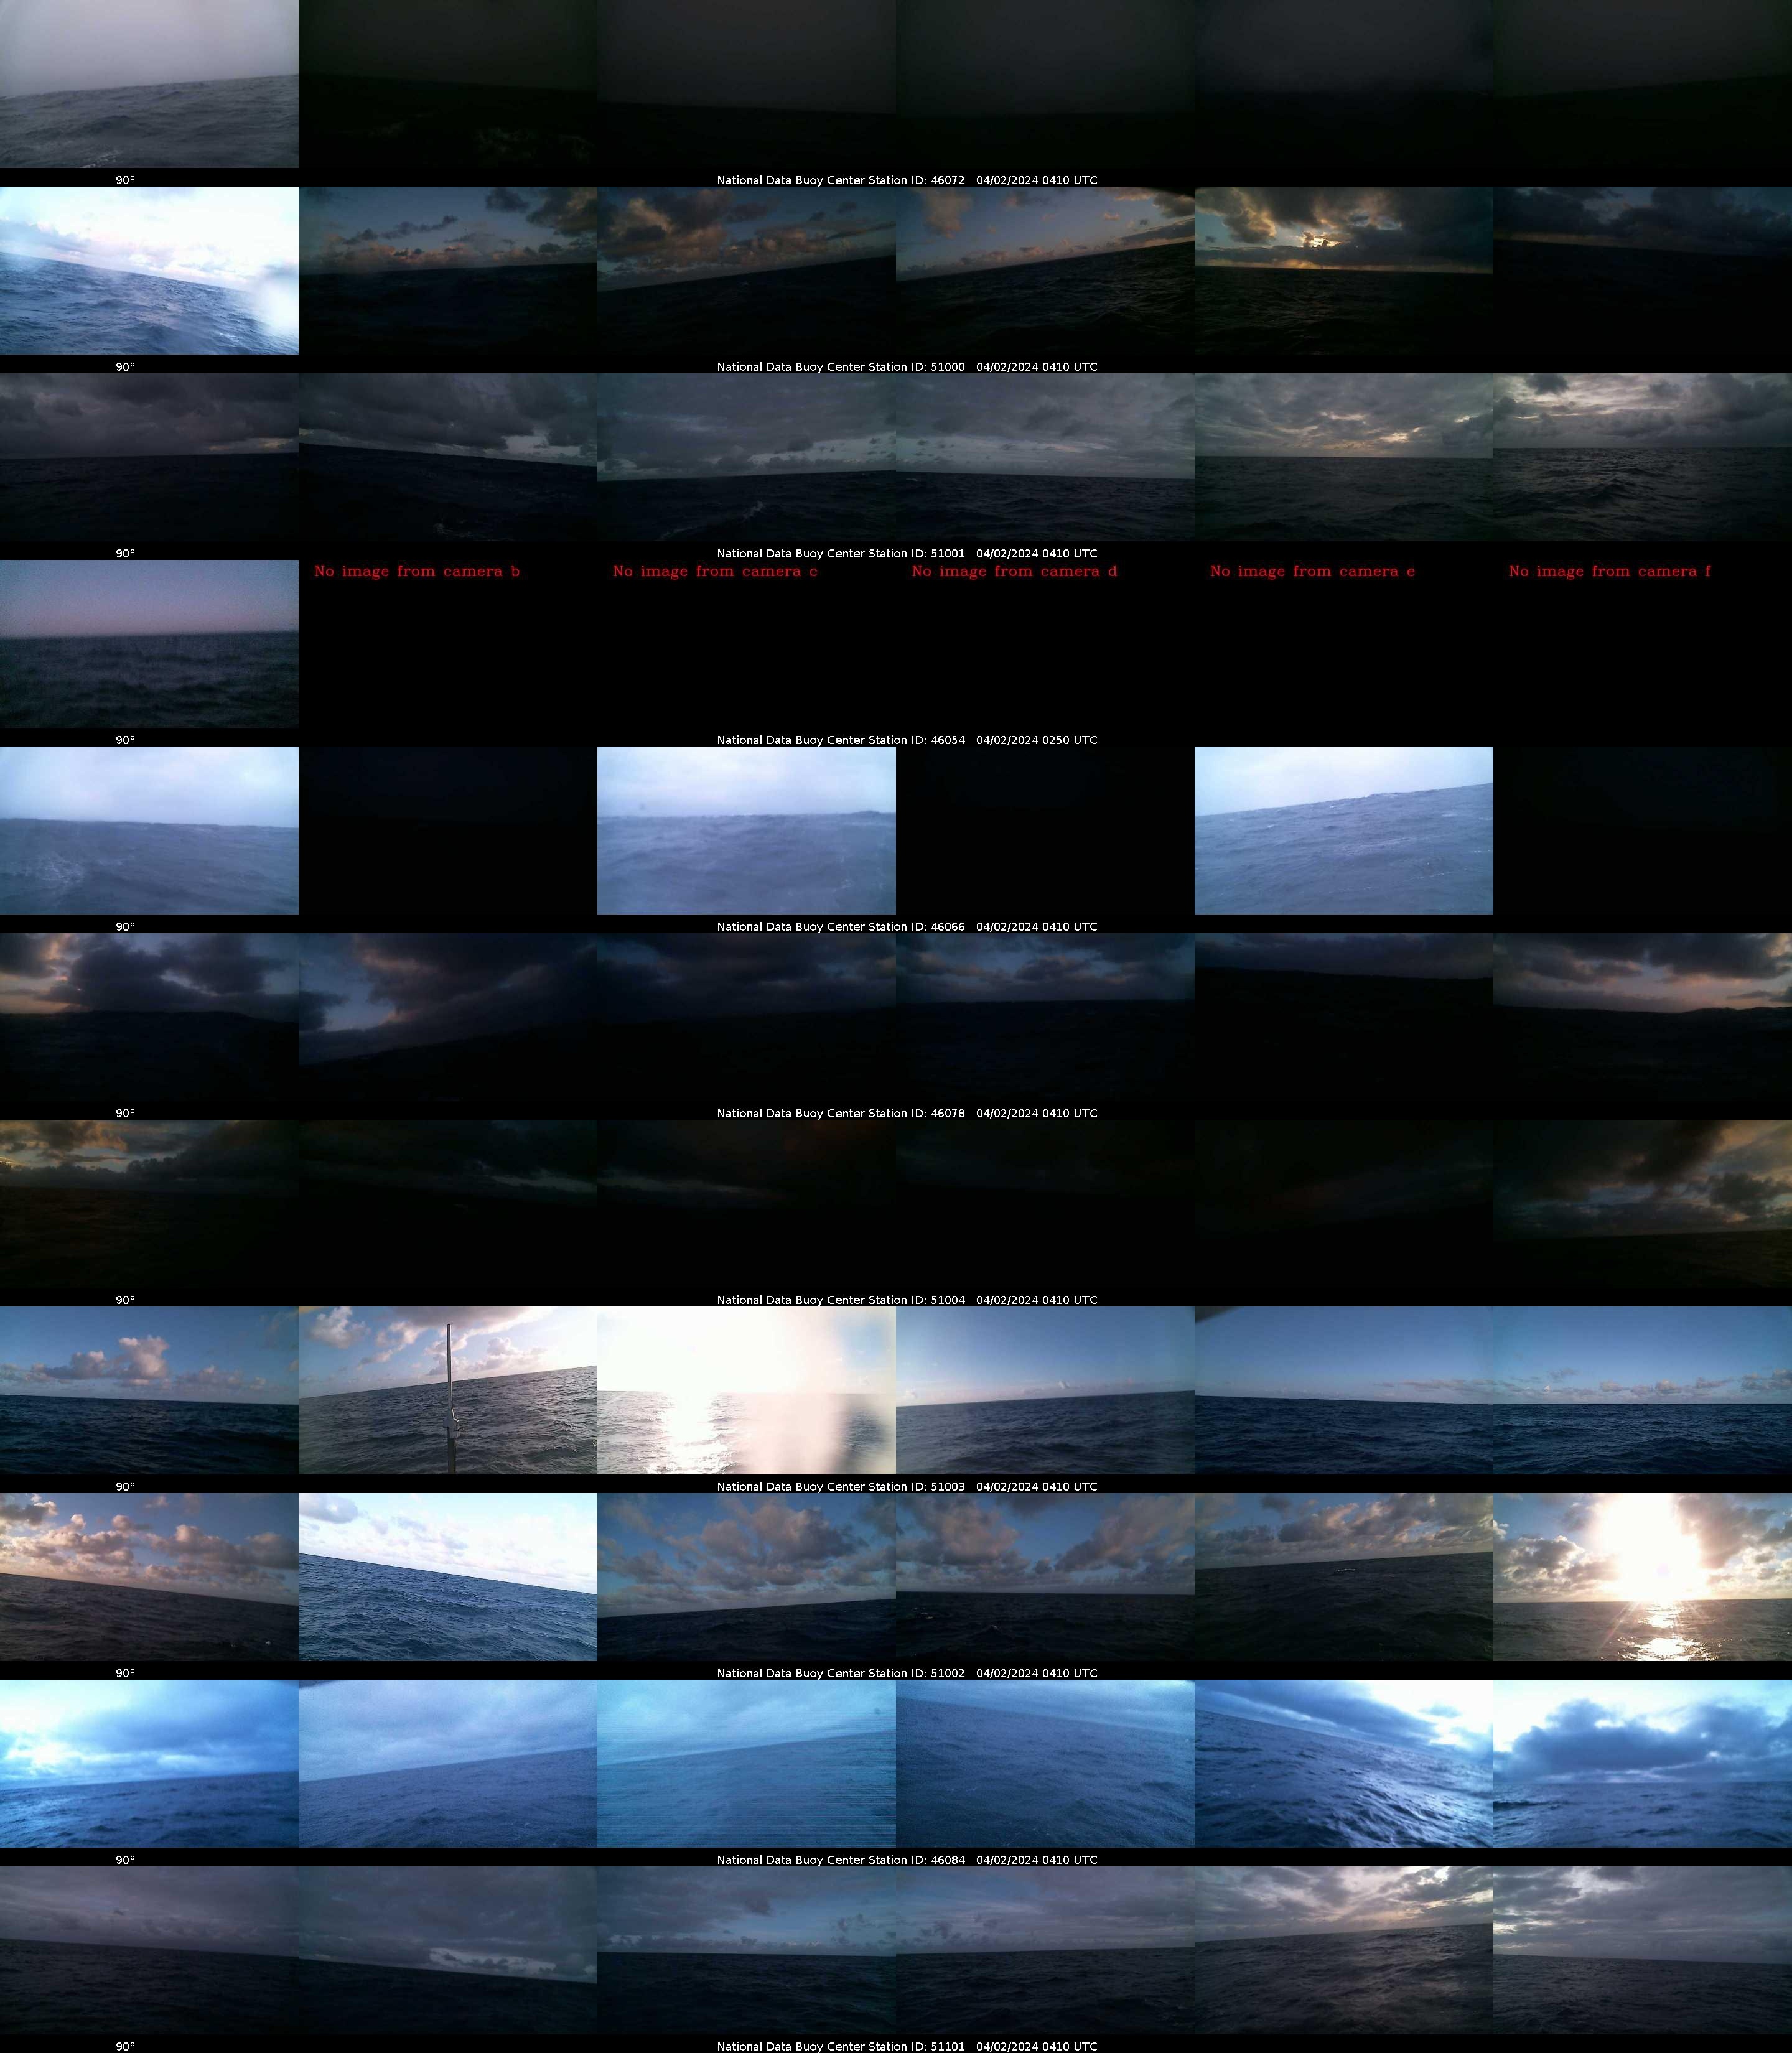 90° National Data Buoy Center Station ID: 46072 04/02/2024 0410 UTC
90° National Data Buoy Center Station ID: 51000 04/02/2024 0410 UTC
90° National Data Buoy Center Station ID: 51001 04/02/2024 0410 UTC
No image from camera b No image from camera c No image from camera d No image from camera e No image from camera f
90° National Data Buoy Center Station ID: 46054 04/02/2024 0250 UTC
90° National Data Buoy Center Station ID: 46066 04/02/2024 0410 UTC
90° National Data Buoy Center Station ID: 46078 04/02/2024 0410 UTC
90° National Data Buoy Center Station ID: 51004 04/02/2024 0410 UTC
90° National Data Buoy Center Station ID: 51003 04/02/2024 0410 UTC
90° National Data Buoy Center Station ID: 51002 04/02/2024 0410 UTC
90° National Data Buoy Center Station ID: 46084 04/02/2024 0410 UTC
90° National Data Buoy Center Station ID: 51101 04/02/2024 0410 UTC